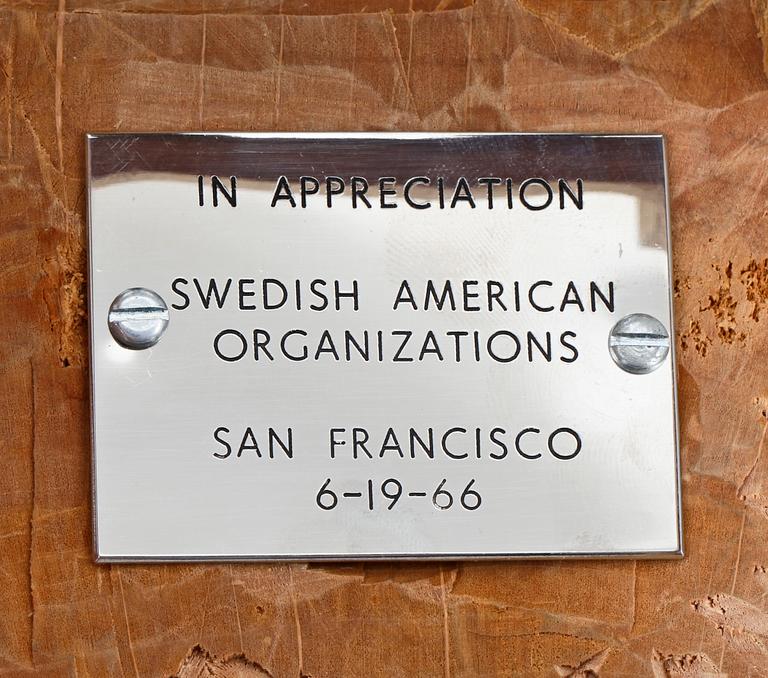 IN APPRECIATION
SWEDISH AMERICAN
ORGANIZATIONS
SAN FRANCISCO
6-19-66